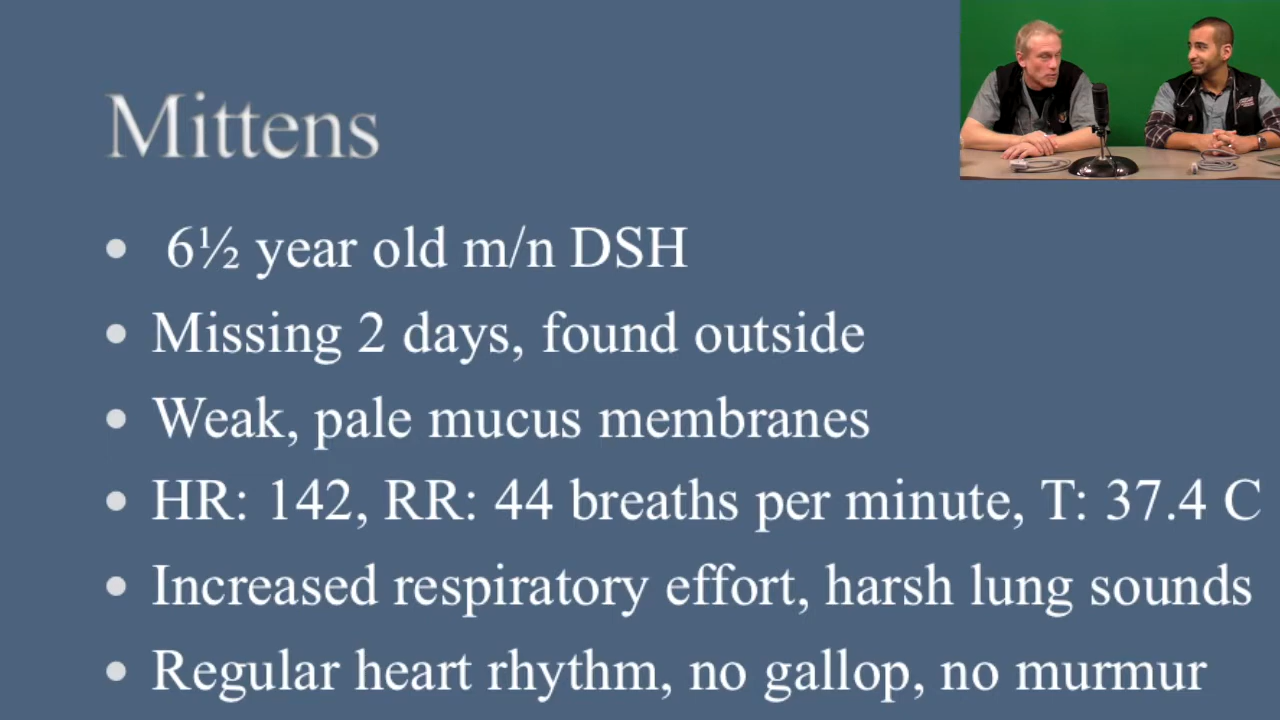 Mittens
• 6½ year old m/n DSH
• Missing 2 days, found outside
• Weak, pale mucus membranes
• HR: 142, RR: 44 breaths per minute, T: 37.4 C
• Increased respiratory effort, harsh lung sounds
• Regular heart rhythm, no gallop, no murmur